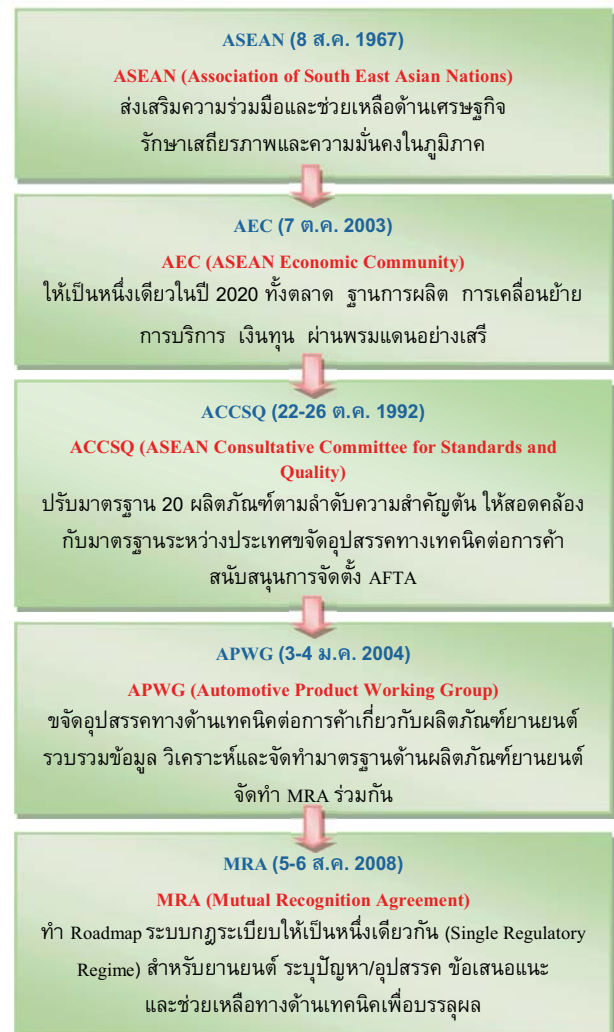 ASEAN (8 ส.ค. 1967)
ASEAN (Association of South East Asian Nations)
ส่งเสริมความร่วมมือและช่วยเหลือด้านเศรษฐกิจ
รักษาเสถียรภาพและความมั่นคงในภูมิภาค
AEC (7 ต.ค. 2003)
AEC (ASEAN Economic Community)
ให้เป็นหนึ่งเดียวในปี 2020 ทั้งตลาด ฐานการผลิต การเคลื่อนย้าย
การบริการ เงินทุน ผ่านพรมแดนอย่างเสรี
ACCSQ (22-26 ต.ค. 1992)
ACCSQ (ASEAN Consultative Committee for Standards and
Quality)
ปรับมาตรฐาน 20 ผลิตภัณฑ์ตามลำดับความสำคัญต้น ให้สอดคล้อง
กับมาตรฐานระหว่างประเทศขจัดอุปสรรคทางเทคนิคต่อการค้า
สนับสนุนการจัดตั้ง AFTA
APWG (3-4 ม.ค. 2004)
APWG (Automotive Product Working Group)
ขจัดอุปสรรคทางด้านเทคนิคต่อการค้าเกี่ยวกับผลิตภัณฑ์ยานยนต์
รวบรวมข้อมูล วิเคราะห์และจัดทำมาตรฐานด้านผลิตภัณฑ์ยานยนต์
จัดทำ MRA ร่วมกัน
MRA (5-6 ส.ค. 2008)
MRA (Mutual Recognition Agreement)
ทำ Roadmap ระบบกฎระเบียบให้เป็นหนึ่งเดียวกัน (Single Regulatory
Regime) สำหรับยานยนต์ ระบุปัญหา/อุปสรรค ข้อเสนอแนะ
และช่วยเหลือทางด้านเทคนิคเพื่อบรรลุผล